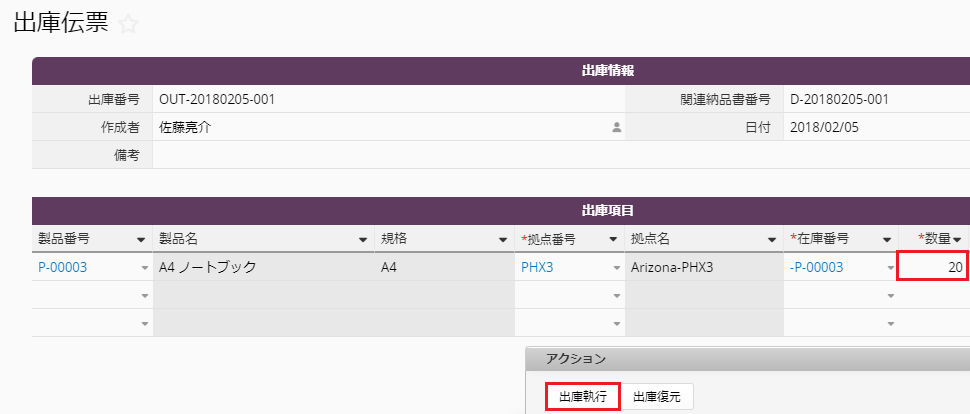 出庫伝票
出庫情報
出庫番号 OUT-20180205-001 関連納品書番号 D-20180205-001
作成者 佐藤亮介 日付 2018/02/05
備考
出庫項目
製品番号 製品名 規格 *拠点番号 拠点名 *在庫番号 *数量
P-00003 A4 ノートブック A4 PHX3 Arizona-PHX3 -P-00003 20
アクション
出庫執行 出庫復元